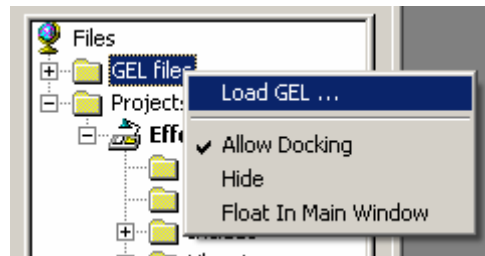 Files
GEL files
Load GEL ...
Projects
Allow Docking
Hide
Float In Main Window